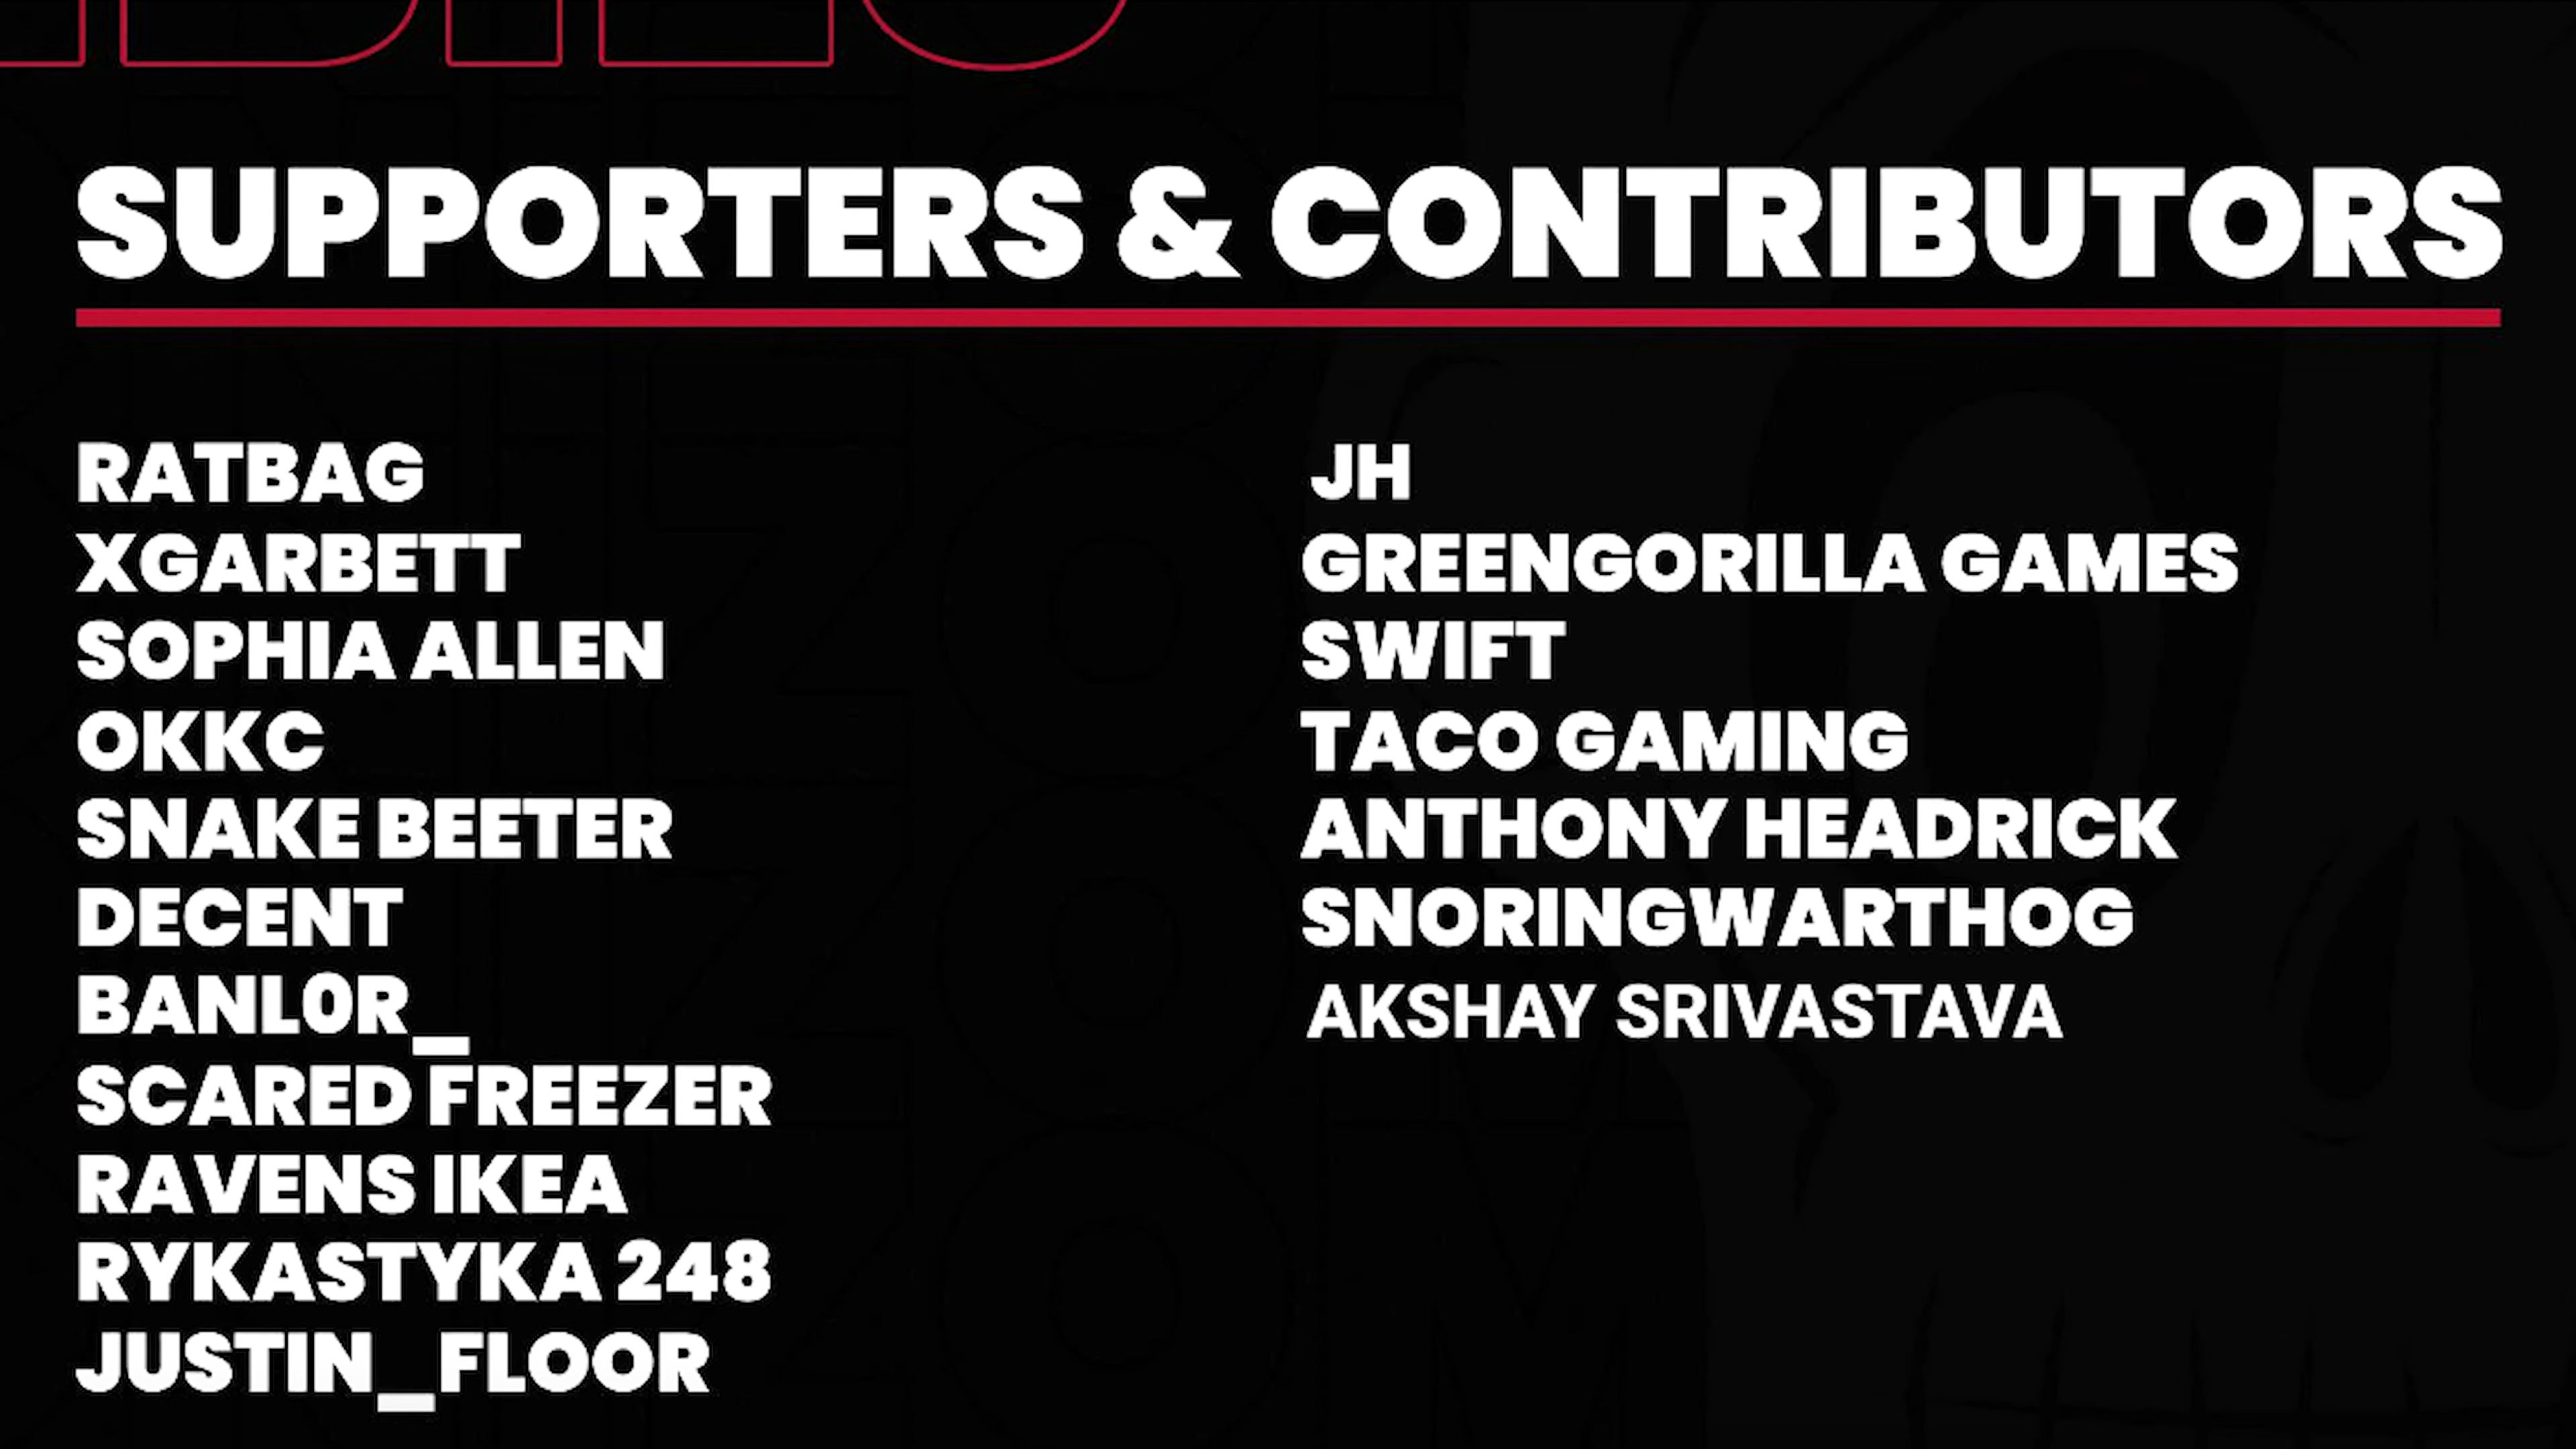 SUPPORTERS & CONTRIBUTORS
RATBAG
XGARBETT
SOPHIA ALLEN
OKKC
SNAKE BEETER
DECENT
BANL0R_
SCARED FREEZER
RAVENS IKEA
RYKASTYKA 248
JUSTIN_FLOOR
JH
GREENGORILLA GAMES
SWIFT
TACO GAMING
ANTHONY HEADRICK
SNORINGWARTHOG
AKSHAY SRIVASTAVA